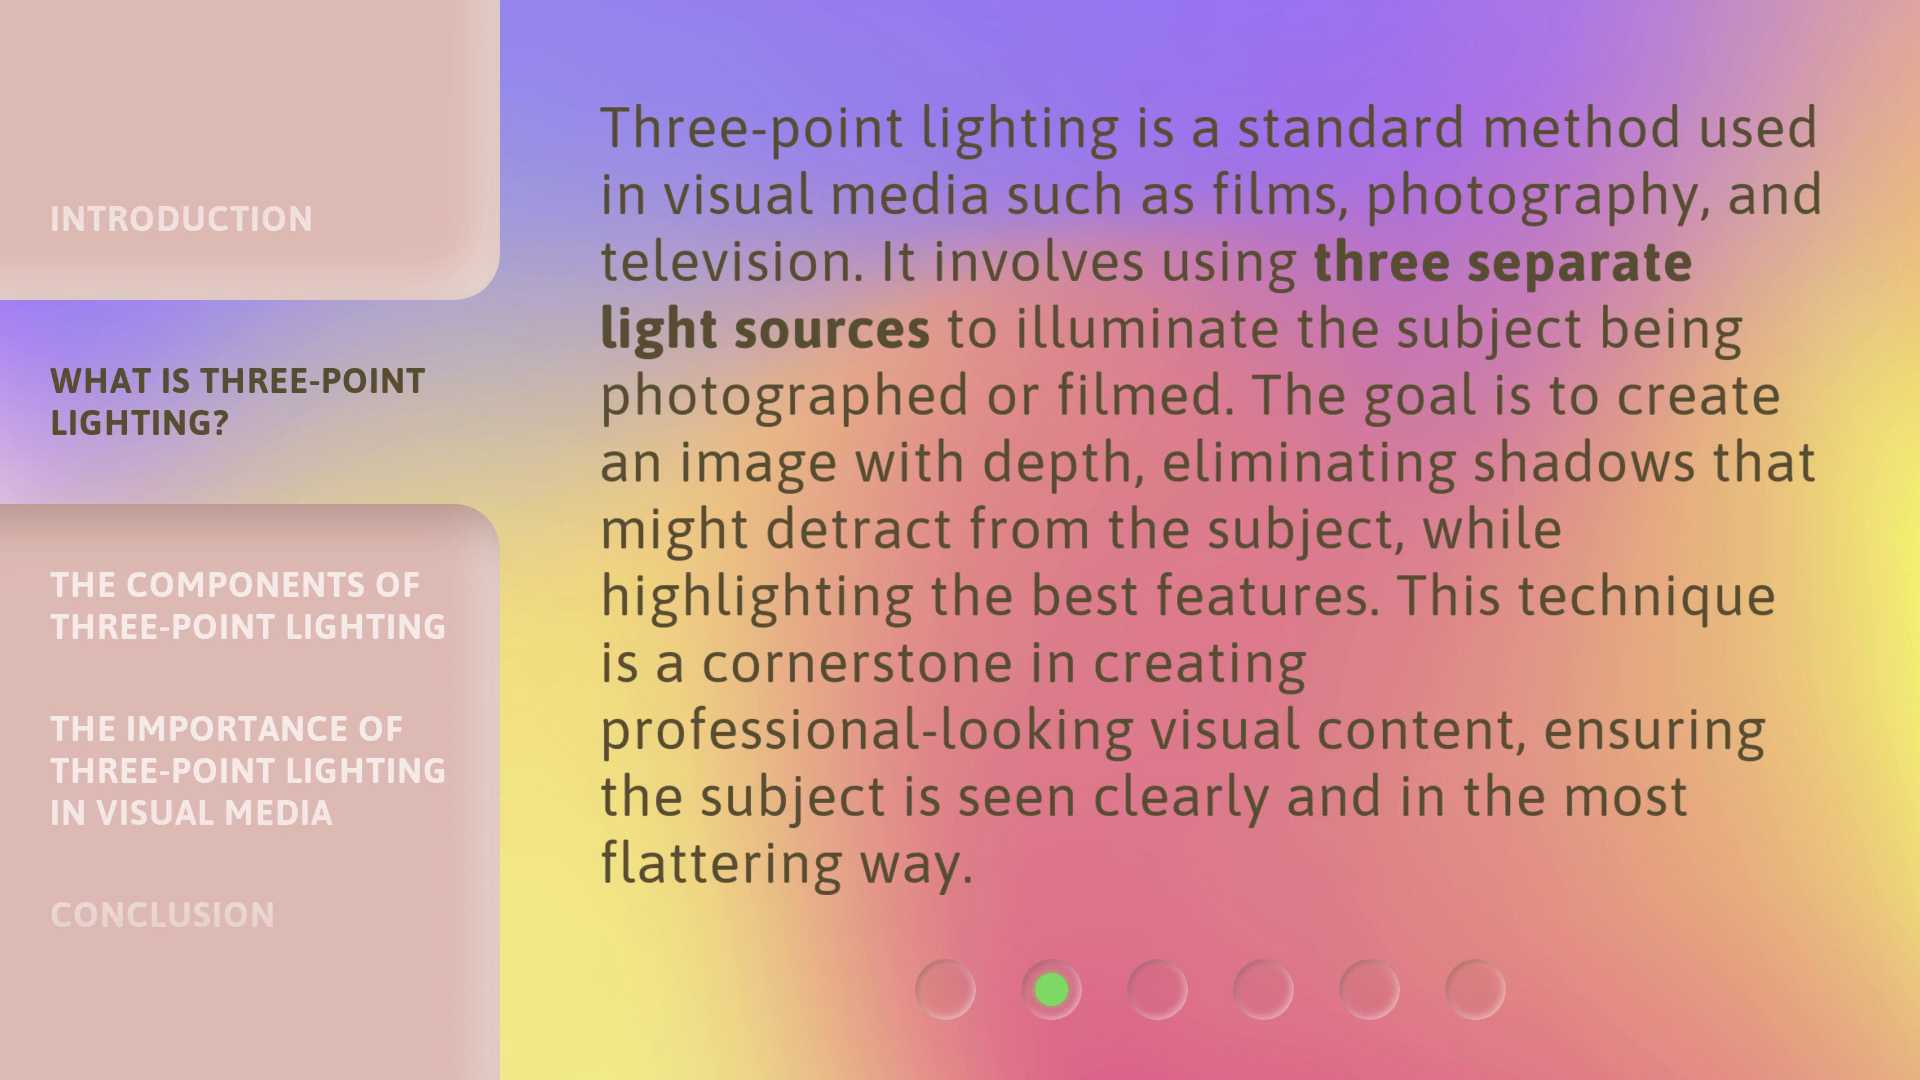 INTRODUCTION
WHAT IS THREE-POINT
LIGHTING?
THE COMPONENTS OF
THREE-POINT LIGHTING
THE IMPORTANCE OF
THREE-POINT LIGHTING
IN VISUAL MEDIA
CONCLUSION
Three-point lighting is a standard method used
in visual media such as films, photography, and
television. It involves using three separate
light sources to illuminate the subject being
photographed or filmed. The goal is to create
an image with depth, eliminating shadows that
might detract from the subject, while
highlighting the best features. This technique
is a cornerstone in creating
professional-looking visual content, ensuring
the subject is seen clearly and in the most
flattering way.